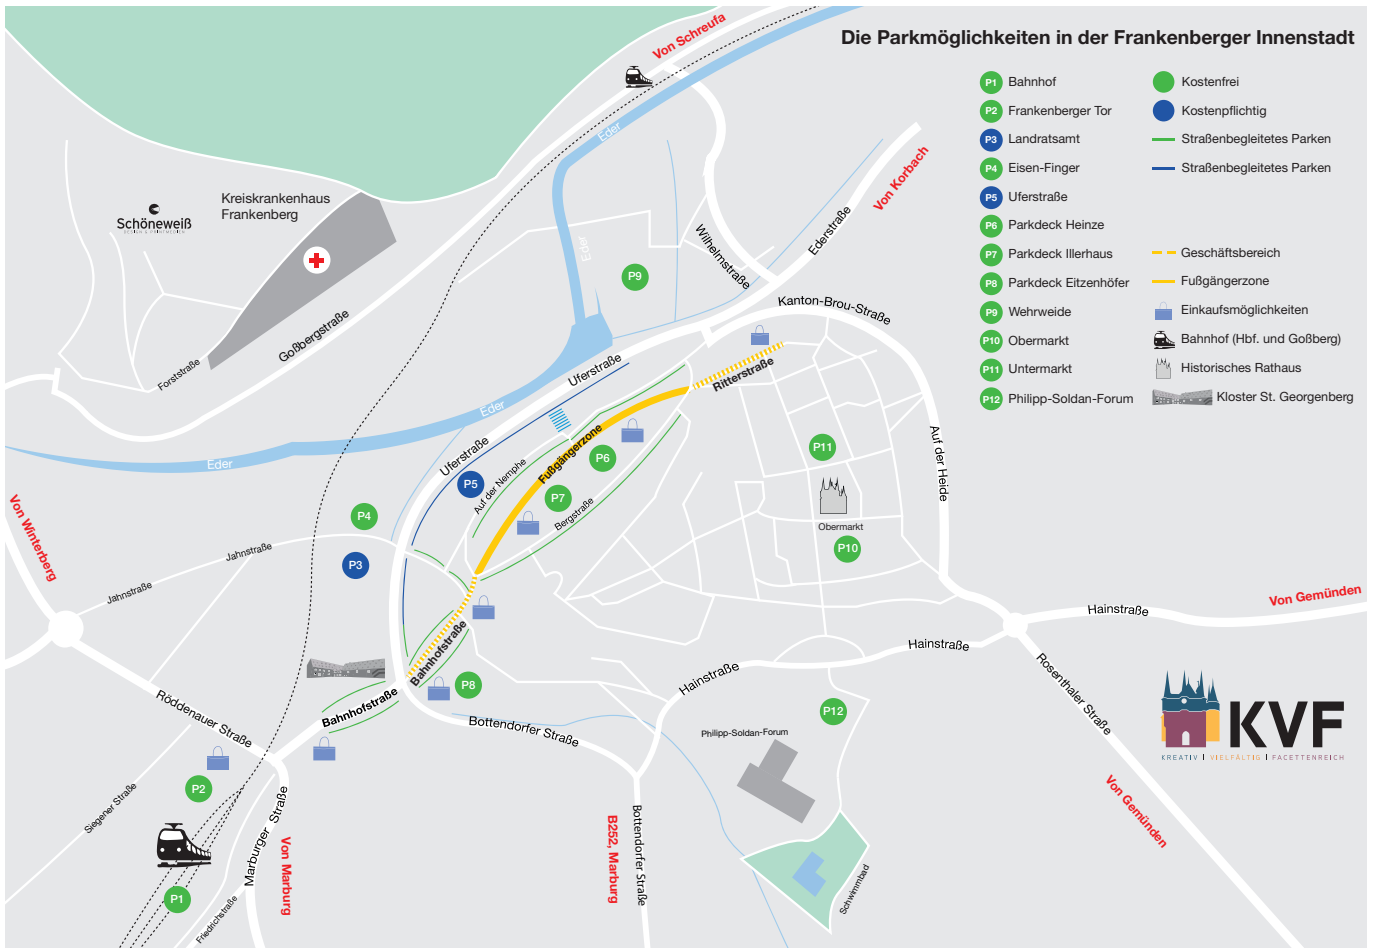 Die Parkmöglichkeiten in der Frankenberger Innenstadt
P1 Bahnhof
P2 Frankenberger Tor
P3 Landratsamt
P4 Eisen-Finger
P5 Uferstraße
P6 Parkdeck Heinze
P7 Parkdeck Illerhaus
P8 Parkdeck Eitzenhöfer
P9 Wehrweide
P10 Obermarkt
P11 Untermarkt
P12 Philipp-Soldan-Forum
Kostenfrei
Kostenpflichtig
Straßenbegleitetes Parken
Straßenbegleitetes Parken
Geschäftsbereich
Fußgängerzone
Einkaufsmöglichkeiten
Bahnhof (Hbf. und Goßberg)
Historisches Rathaus
Kloster St. Georgenberg
Von Schreufa
Eder
Von Korbach
Kreiskrankenhaus
Frankenberg
Schöneweiß
Ederstraße
Wilhelmstraße
Eder
P9
Kanton-Brou-Straße
Goßbergstraße
Forststraße
Uferstraße
Ritterstraße
Eder
Auf der Heide
Fußgängerzone
P11
Uferstraße
P6
Eder
P5
Auf der Nemphe
P7
Bergstraße
Von Winterberg
P4
Obermarkt
P10
Jahnstraße
P3
Jahnstraße
Von Gemünden
Hainstraße
Bahnhofstraße
Hainstraße
Hainstraße
Rosenthaler Straße
P8
Bahnhofstraße
Röddenauer Straße
Bottendorfer Straße
P12
Philipp-Soldan-Forum
KVF
KREATIV | VIELFÄLTIG | FACETTENREICH
P2
Siegener Straße
Marburger Straße
Von Marburg
B252, Marburg
Bottendorfer Straße
Von Gemünden
Schwimmbad
P1
Friedrichstraße